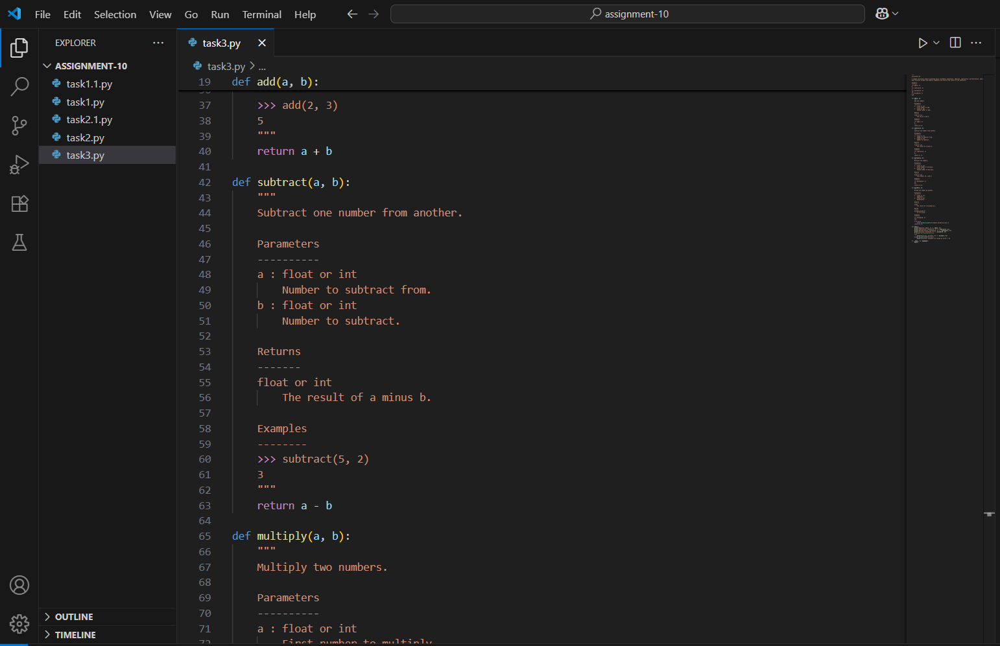 File Edit Selection View Go Run Terminal Help
assignment-10
EXPLORER
ASSIGNMENT-10
task1.1.py
task1.py
task2.1.py
task2.py
task3.py
OUTLINE
TIMELINE
task3.py
task3.py > ...
19 def add(a, b):
37 >>> add(2, 3)
38 5
39 """
40 return a + b
41
42 def subtract(a, b):
43 """
44 Subtract one number from another.
45
46 Parameters
47 ----------
48 a : float or int
49 Number to subtract from.
50 b : float or int
51 Number to subtract.
52
53 Returns
54 -------
55 float or int
56 The result of a minus b.
57
58 Examples
59 --------
60 >>> subtract(5, 2)
61 3
62 """
63 return a - b
64
65 def multiply(a, b):
66 """
67 Multiply two numbers.
68
69 Parameters
70 ----------
71 a : float or int
72 First number to multiply